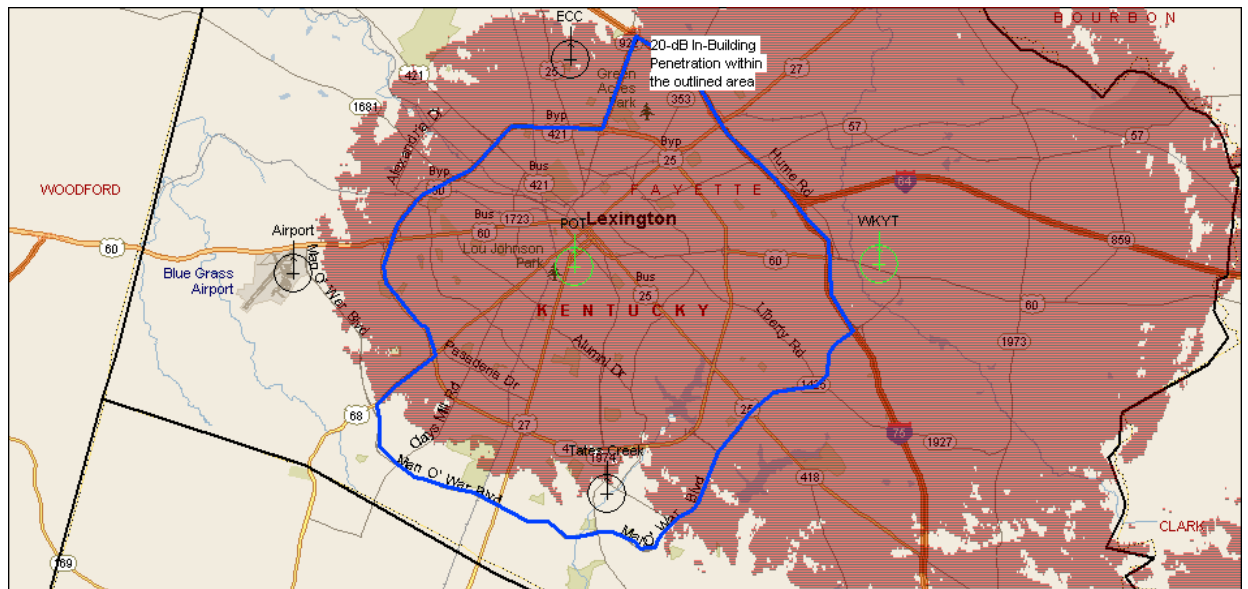 ECC
BOURBON
922
20-dB In-Building
Penetration within
the outlined area
421
25
Green
Acres
Park
27
1681
353
57
Alexandria Dr
Byp
421
Byp
25
57
Hume Rd
Byp
60
Bus
421
FAYETTE
64
WOODFORD
Bus
1723
POT
Lexington
WKYT
Airport
60
60
Lou Johnson
Park
60
859
Blue Grass
Airport
Man O' War Blvd
Bus
25
KENTUCKY
60
Liberty Rd
1973
Pasadena Dr
Alumni Dr
1425
68
Clays Mill Rd
27
25
75
1927
4
Tates Creek
1974
Man O' War Blvd
418
Man O' War Blvd
CLARK
169